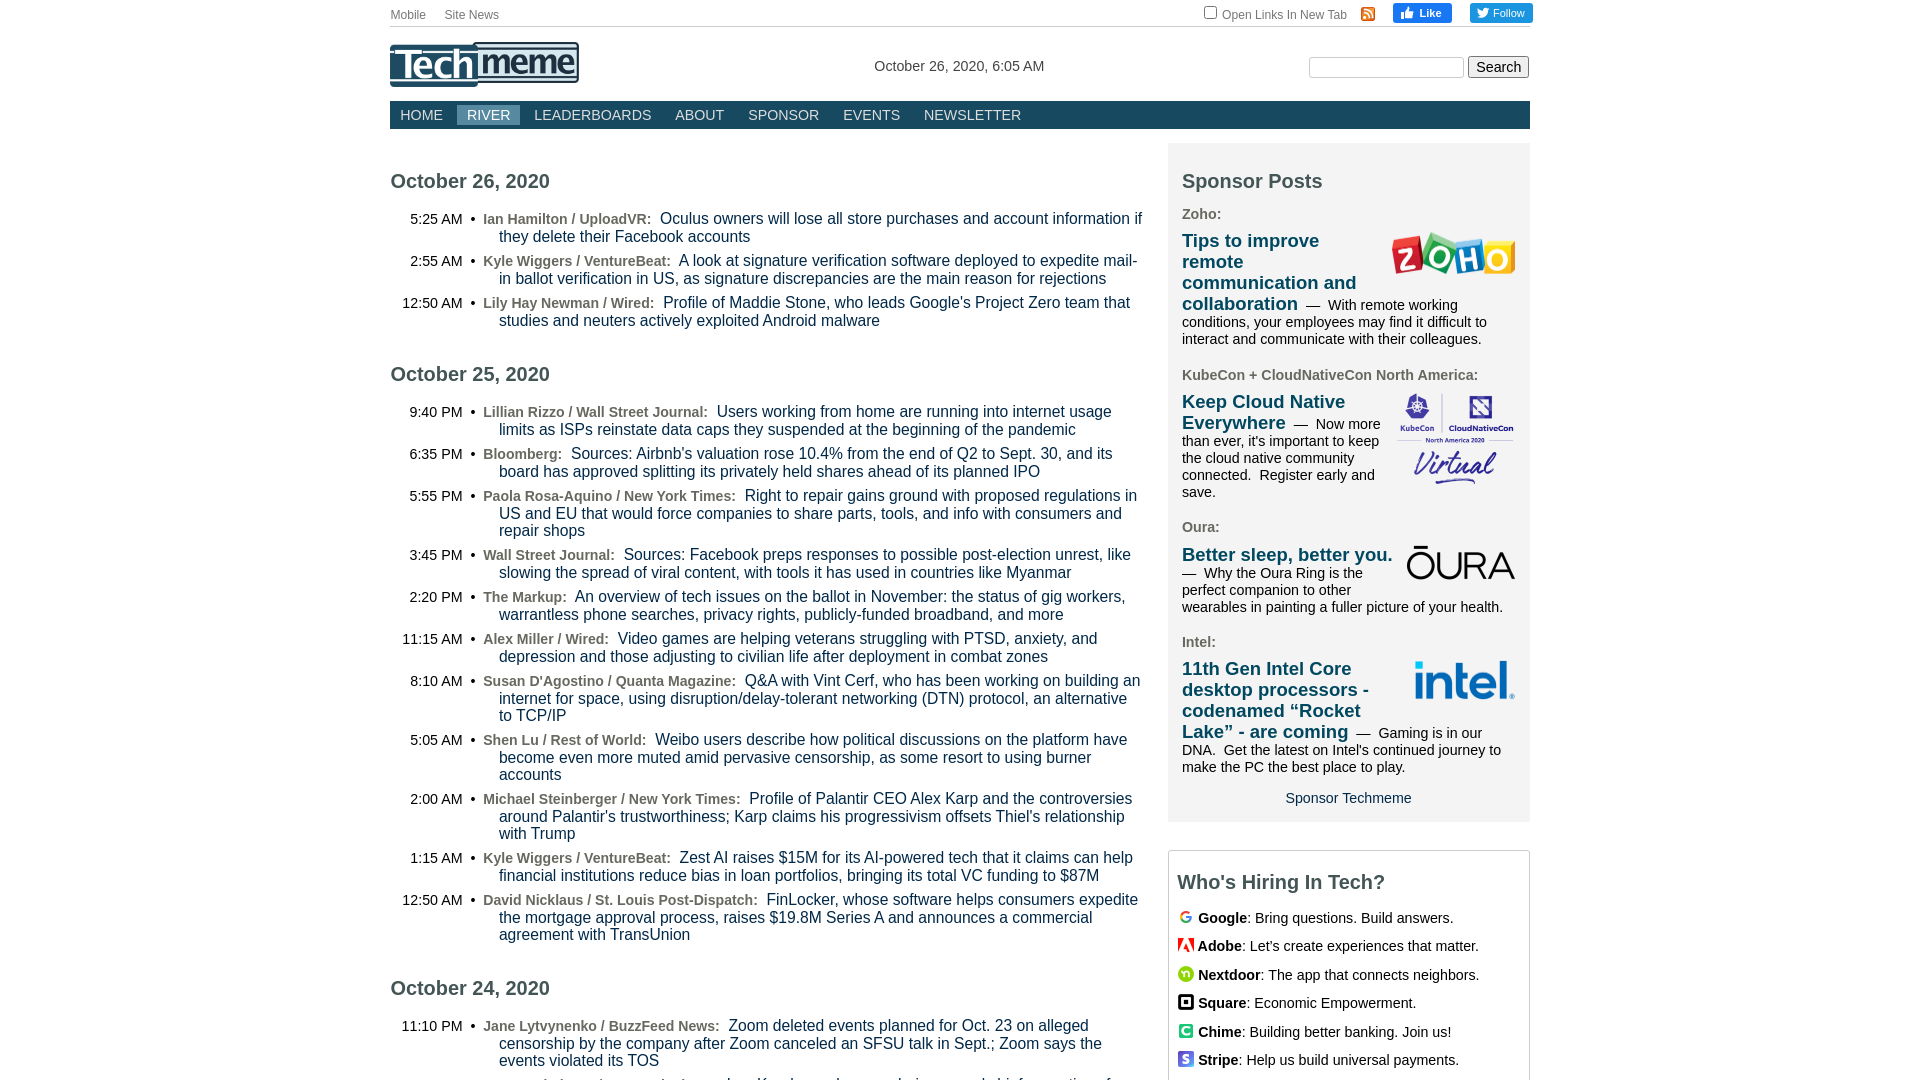 Mobile Site News
Open Links In New Tab Like Follow
Techmeme October 26, 2020, 6:05 AM Search
HOME RIVER LEADERBOARDS ABOUT SPONSOR EVENTS NEWSLETTER
October 26, 2020
5:25 AM • Ian Hamilton / UploadVR: Oculus owners will lose all store purchases and account information if
they delete their Facebook accounts
2:55 AM • Kyle Wiggers / VentureBeat: A look at signature verification software deployed to expedite mail-
in ballot verification in US, as signature discrepancies are the main reason for rejections
12:50 AM • Lily Hay Newman / Wired: Profile of Maddie Stone, who leads Google's Project Zero team that
studies and neuters actively exploited Android malware
October 25, 2020
9:40 PM • Lillian Rizzo / Wall Street Journal: Users working from home are running into internet usage
limits as ISPs reinstate data caps they suspended at the beginning of the pandemic
6:35 PM • Bloomberg: Sources: Airbnb's valuation rose 10.4% from the end of Q2 to Sept. 30, and its
board has approved splitting its privately held shares ahead of its planned IPO
5:55 PM • Paola Rosa-Aquino / New York Times: Right to repair gains ground with proposed regulations in
US and EU that would force companies to share parts, tools, and info with consumers and
repair shops
3:45 PM • Wall Street Journal: Sources: Facebook preps responses to possible post-election unrest, like
slowing the spread of viral content, with tools it has used in countries like Myanmar
2:20 PM • The Markup: An overview of tech issues on the ballot in November: the status of gig workers,
warrantless phone searches, privacy rights, publicly-funded broadband, and more
11:15 AM • Alex Miller / Wired: Video games are helping veterans struggling with PTSD, anxiety, and
depression and those adjusting to civilian life after deployment in combat zones
8:10 AM • Susan D'Agostino / Quanta Magazine: Q&A with Vint Cerf, who has been working on building an
internet for space, using disruption/delay-tolerant networking (DTN) protocol, an alternative
to TCP/IP
5:05 AM • Shen Lu / Rest of World: Weibo users describe how political discussions on the platform have
become even more muted amid pervasive censorship, as some resort to using burner
accounts
2:00 AM • Michael Steinberger / New York Times: Profile of Palantir CEO Alex Karp and the controversies
around Palantir's trustworthiness; Karp claims his progressivism offsets Thiel's relationship
with Trump
1:15 AM • Kyle Wiggers / VentureBeat: Zest AI raises $15M for its AI-powered tech that it claims can help
financial institutions reduce bias in loan portfolios, bringing its total VC funding to $87M
12:50 AM • David Nicklaus / St. Louis Post-Dispatch: FinLocker, whose software helps consumers expedite
the mortgage approval process, raises $19.8M Series A and announces a commercial
agreement with TransUnion
October 24, 2020
11:10 PM • Jane Lytvynenko / BuzzFeed News: Zoom deleted events planned for Oct. 23 on alleged
censorship by the company after Zoom canceled an SFSU talk in Sept.; Zoom says the
events violated its TOS
Sponsor Posts
Zoho:
ZOHO
Tips to improve
remote
communication and
collaboration — With remote working
conditions, your employees may find it difficult to
interact and communicate with their colleagues.
KubeCon + CloudNativeCon North America:
KubeCon CloudNativeCon
North America 2020
Virtual
Keep Cloud Native
Everywhere — Now more
than ever, it's important to keep
the cloud native community
connected. Register early and
save.
Oura:
ŌURA
Better sleep, better you.
— Why the Oura Ring is the
perfect companion to other
wearables in painting a fuller picture of your health.
Intel:
intel®
11th Gen Intel Core
desktop processors -
codenamed “Rocket
Lake” - are coming — Gaming is in our
DNA. Get the latest on Intel's continued journey to
make the PC the best place to play.
Sponsor Techmeme
Who's Hiring In Tech?
Google: Bring questions. Build answers.
Adobe: Let’s create experiences that matter.
Nextdoor: The app that connects neighbors.
Square: Economic Empowerment.
Chime: Building better banking. Join us!
Stripe: Help us build universal payments.